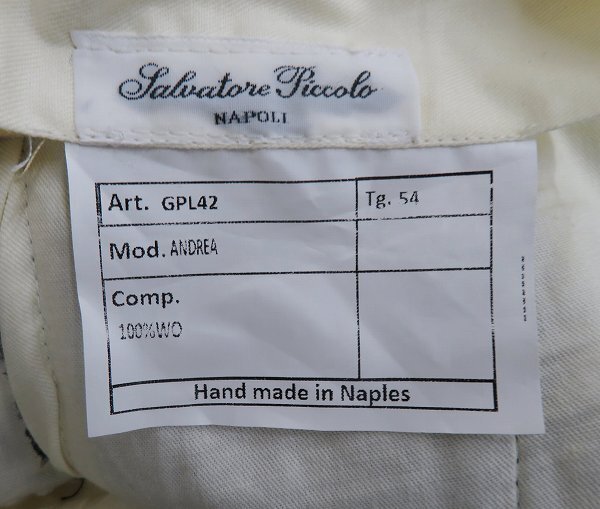 Salvatore Piccolo
NAPOLI
Art. GPL42 Tg. 54
Mod. ANDREA
Comp.
100%WO
Hand made in Naples